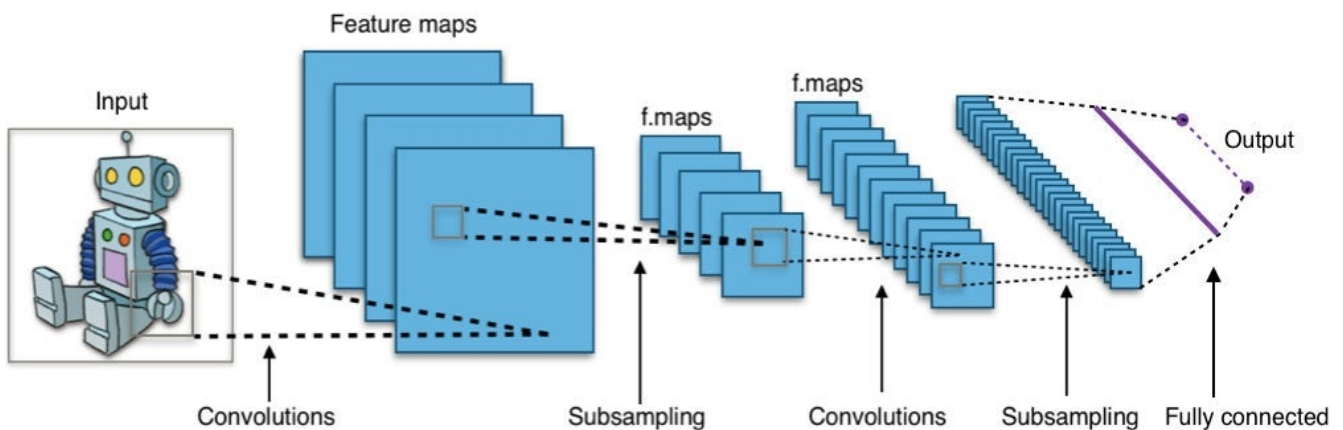 Feature maps
Input
f.maps
f.maps
Output
Convolutions
Subsampling
Convolutions
Subsampling
Fully connected